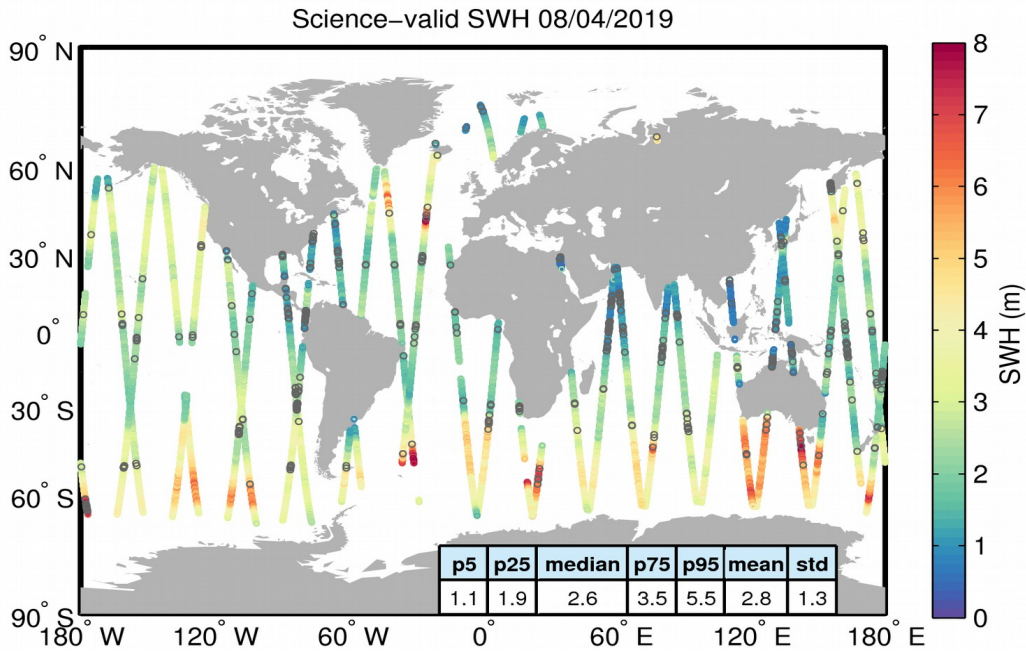 Science−valid SWH 08/04/2019
90° N
60° N
30° N
0°
30° S
60° S
90° S
180° W
120° W
60° W
0°
60° E
120° E
180° E
p5 p25 median p75 p95 mean std
1.1 1.9 2.6 3.5 5.5 2.8 1.3
8
7
6
5
4
3
2
1
0
SWH (m)